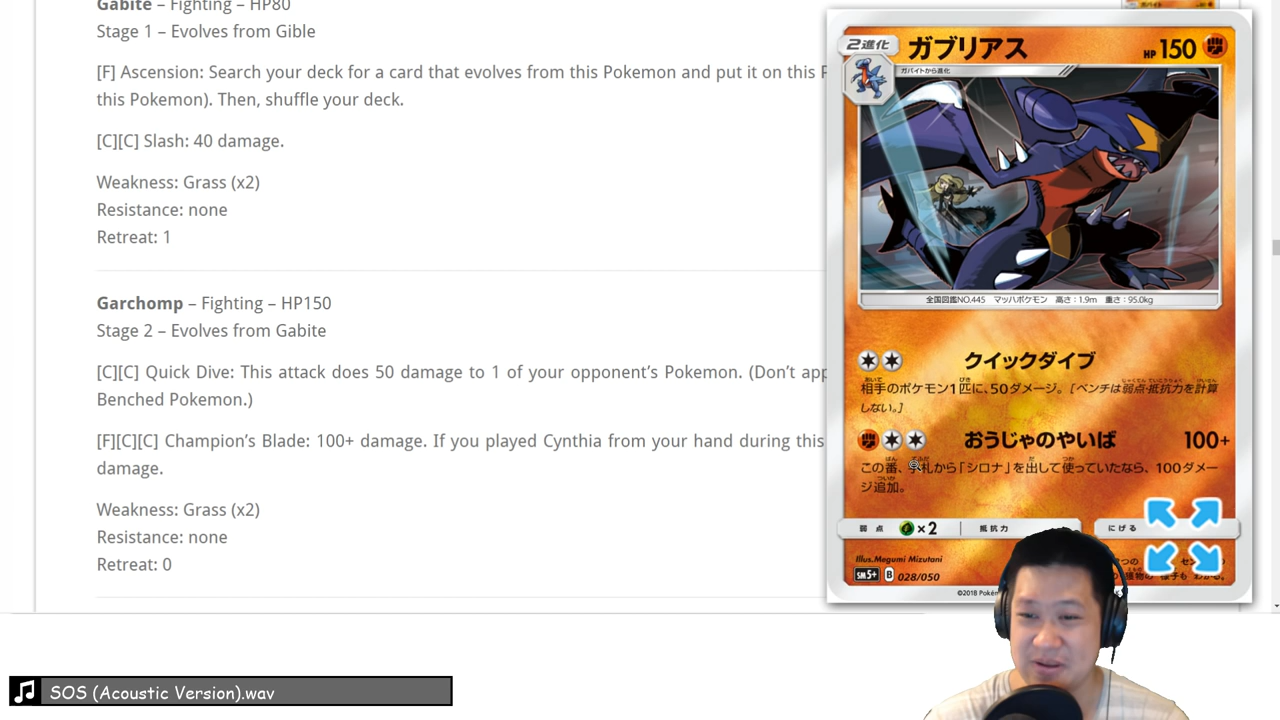 Gabite – Fighting – HP80
Stage 1 – Evolves from Gible
[F] Ascension: Search your deck for a card that evolves from this Pokemon and put it on this
this Pokemon). Then, shuffle your deck.
[C][C] Slash: 40 damage.
Weakness: Grass (x2)
Resistance: none
Retreat: 1
Garchomp – Fighting – HP150
Stage 2 – Evolves from Gabite
[C][C] Quick Dive: This attack does 50 damage to 1 of your opponent’s Pokemon. (Don’t
Benched Pokemon.)
[F][C][C] Champion’s Blade: 100+ damage. If you played Cynthia from your hand during this
damage.
Weakness: Grass (x2)
Resistance: none
Retreat: 0
2進化
ガブリアス
HP 150
ガバイトから進化
全国図鑑NO.445 マッハポケモン 高さ:1.9m 重さ:95.0kg
クイックダイブ
相手のポケモン1匹に、50ダメージ。[ベンチは弱点・抵抗力を計算
しない。]
おうじゃのやいば 100+
この番、手札から「シロナ」を出して使っていたなら、100ダメー
ジ追加。
弱点 ×2 抵抗力 にげる
Illus.Megumi Mizutani
SM5+ B 028/050
©2018
SOS (Acoustic Version).wav